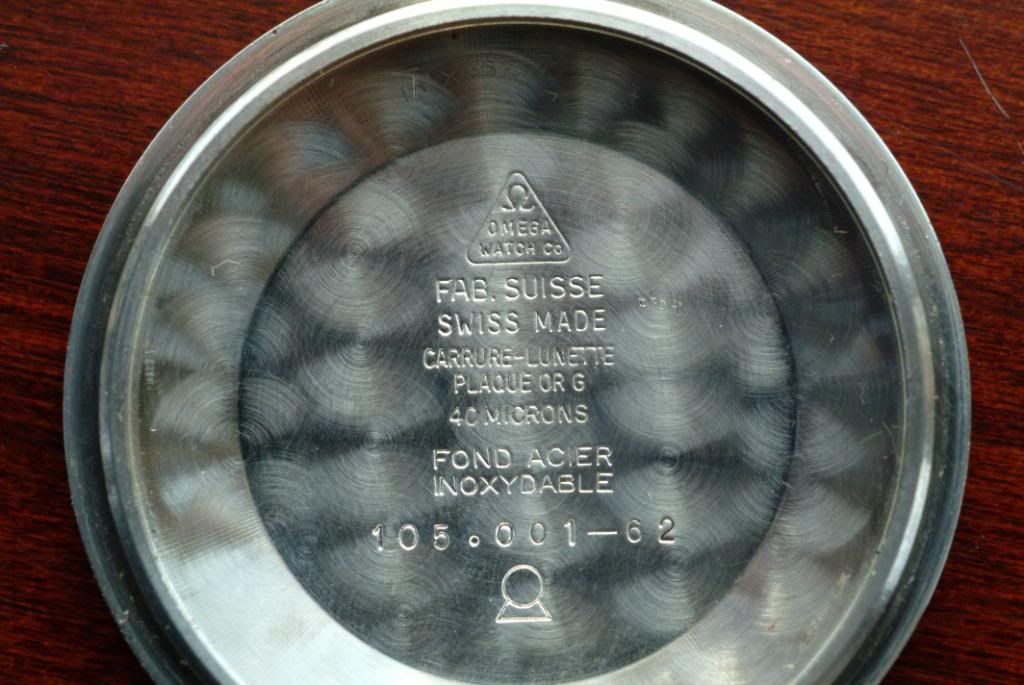 Ω
OMEGA
WATCH Co
FAB. SUISSE
SWISS MADE
CARRURE-LUNETTE
PLAQUE OR G
40 MICRONS
FOND ACIER
INOXYDABLE
105.001-62